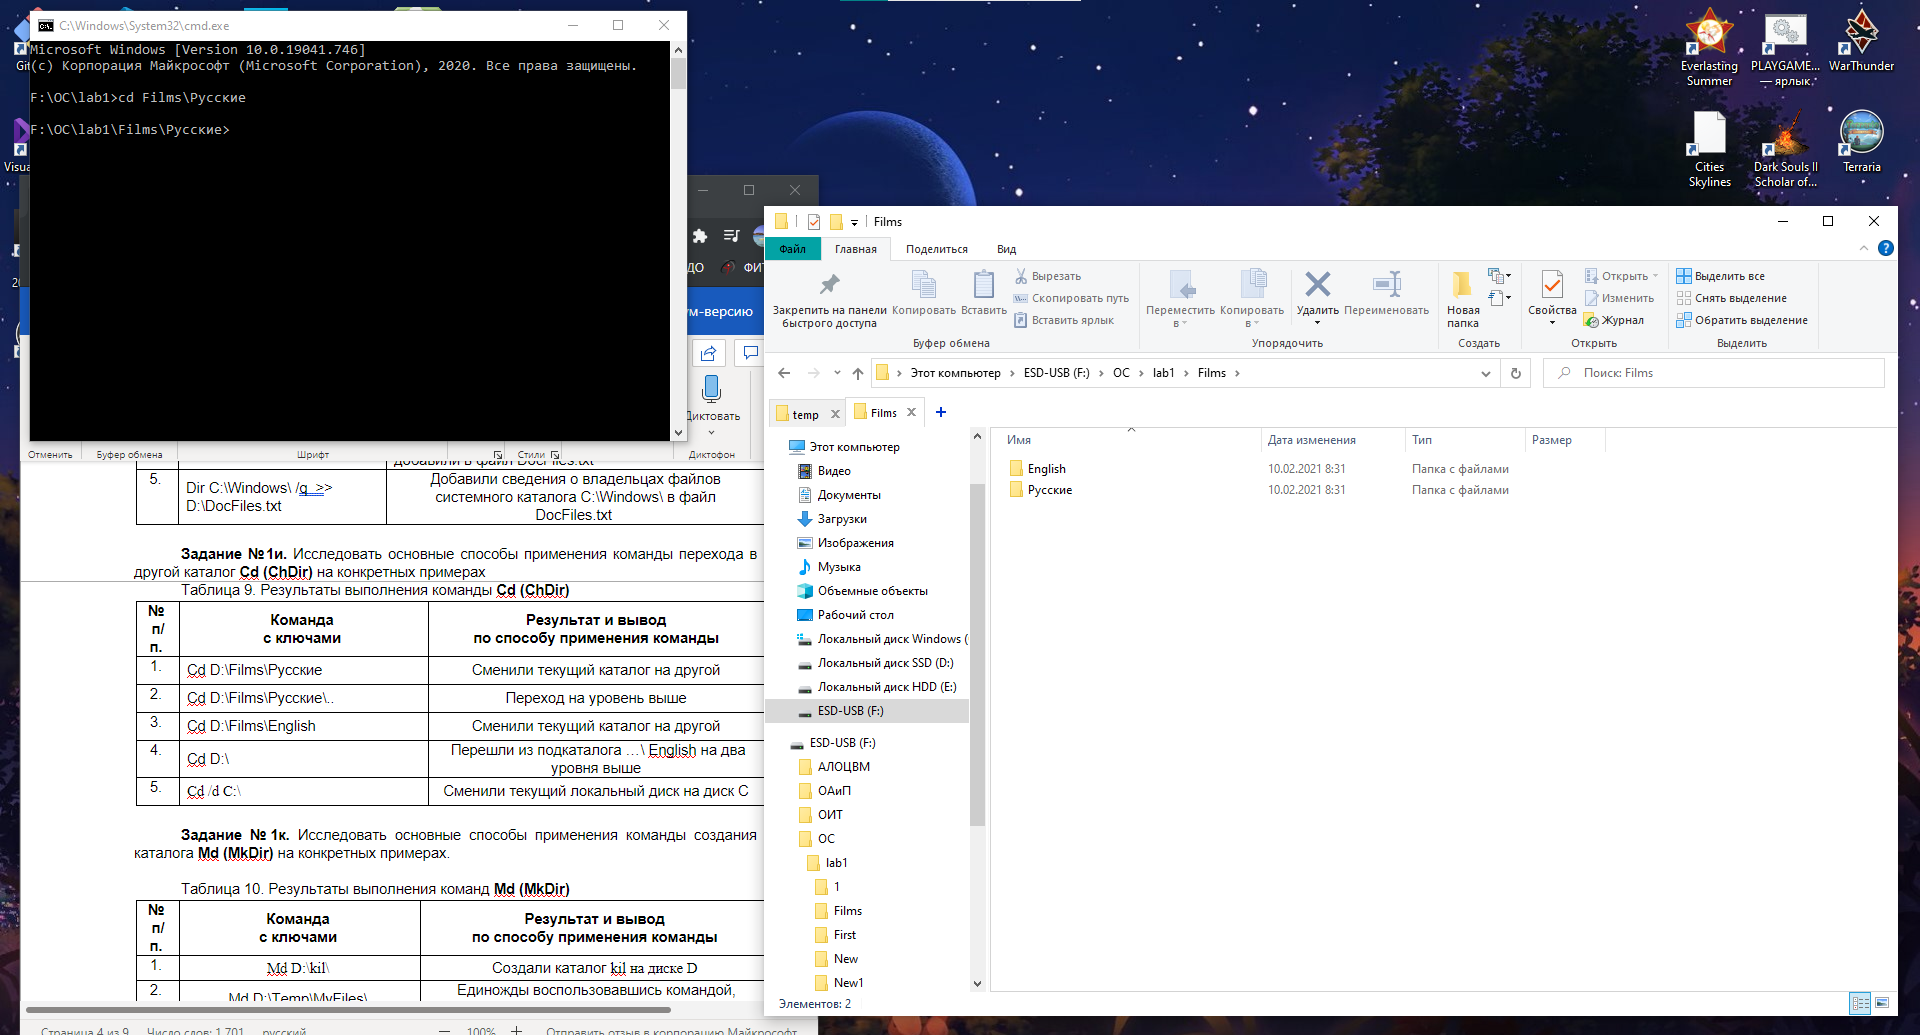 C:\Windows\System32\cmd.exe
Microsoft Windows [Version 10.0.19041.746]
(c) Корпорация Майкрософт (Microsoft Corporation), 2020. Все права защищены.
F:\OC\lab1>cd Films\Русские
F:\OC\lab1\Films\Русские>
Everlasting Summer
PLAYGAME... — ярлык.
WarThunder
Cities Skylines
Dark Souls II Scholar of...
Terraria
Git
Visua
20
ДО
ФИ
ум-версию
Диктовать
Отменить
Буфер обмена
Шрифт
Стили
Диктофон
добавили в файл DocFiles.txt
5.
Dir C:\Windows\ /q >>
D:\DocFiles.txt
Добавили сведения о владельцах файлов
системного каталога C:\Windows\ в файл
DocFiles.txt
Задание №1и. Исследовать основные способы применения команды перехода в
другой каталог Cd (ChDir) на конкретных примерах
Таблица 9. Результаты выполнения команды Cd (ChDir)
№
п/
п.
Команда
с ключами
Результат и вывод
по способу применения команды
1.
Cd D:\Films\Русские
Сменили текущий каталог на другой
2.
Cd D:\Films\Русские\..
Переход на уровень выше
3.
Cd D:\Films\English
Сменили текущий каталог на другой
4.
Cd D:\
Перешли из подкаталога ...\ English на два
уровня выше
5.
Cd /d C:\
Сменили текущий локальный диск на диск C
Задание №1к. Исследовать основные способы применения команды создания
каталога Md (MkDir) на конкретных примерах.
Таблица 10. Результаты выполнения команд Md (MkDir)
№
п/
п.
Команда
с ключами
Результат и вывод
по способу применения команды
1.
Md D:\kil\
Создали каталог kil на диске D
2.
Md D:\Temp\MyFiles\
Единожды воспользовавшись командой,
Страница 4 из 9
Число слов: 1 701
русский
100%
Отправить отзыв в корпорацию Майкрософт
Films
Файл
Главная
Поделиться
Вид
Закрепить на панели
быстрого доступа
Копировать
Вставить
Вырезать
Скопировать путь
Вставить ярлык
Буфер обмена
Переместить
в
Копировать
в
Удалить
Переименовать
Упорядочить
Новая
папка
Создать
Свойства
Открыть
Изменить
Журнал
Открыть
Выделить все
Снять выделение
Обратить выделение
Выделить
Этот компьютер
ESD-USB (F:)
ОС
lab1
Films
Поиск: Films
temp
Films
Имя
Дата изменения
Тип
Размер
English
10.02.2021 8:31
Папка с файлами
Русские
10.02.2021 8:31
Папка с файлами
Этот компьютер
Видео
Документы
Загрузки
Изображения
Музыка
Объемные объекты
Рабочий стол
Локальный диск Windows (
Локальный диск SSD (D:)
Локальный диск HDD (E:)
ESD-USB (F:)
ESD-USB (F:)
АЛОЦВМ
ОАиП
ОИТ
ОС
lab1
1
Films
First
New
New1
Элементов: 2